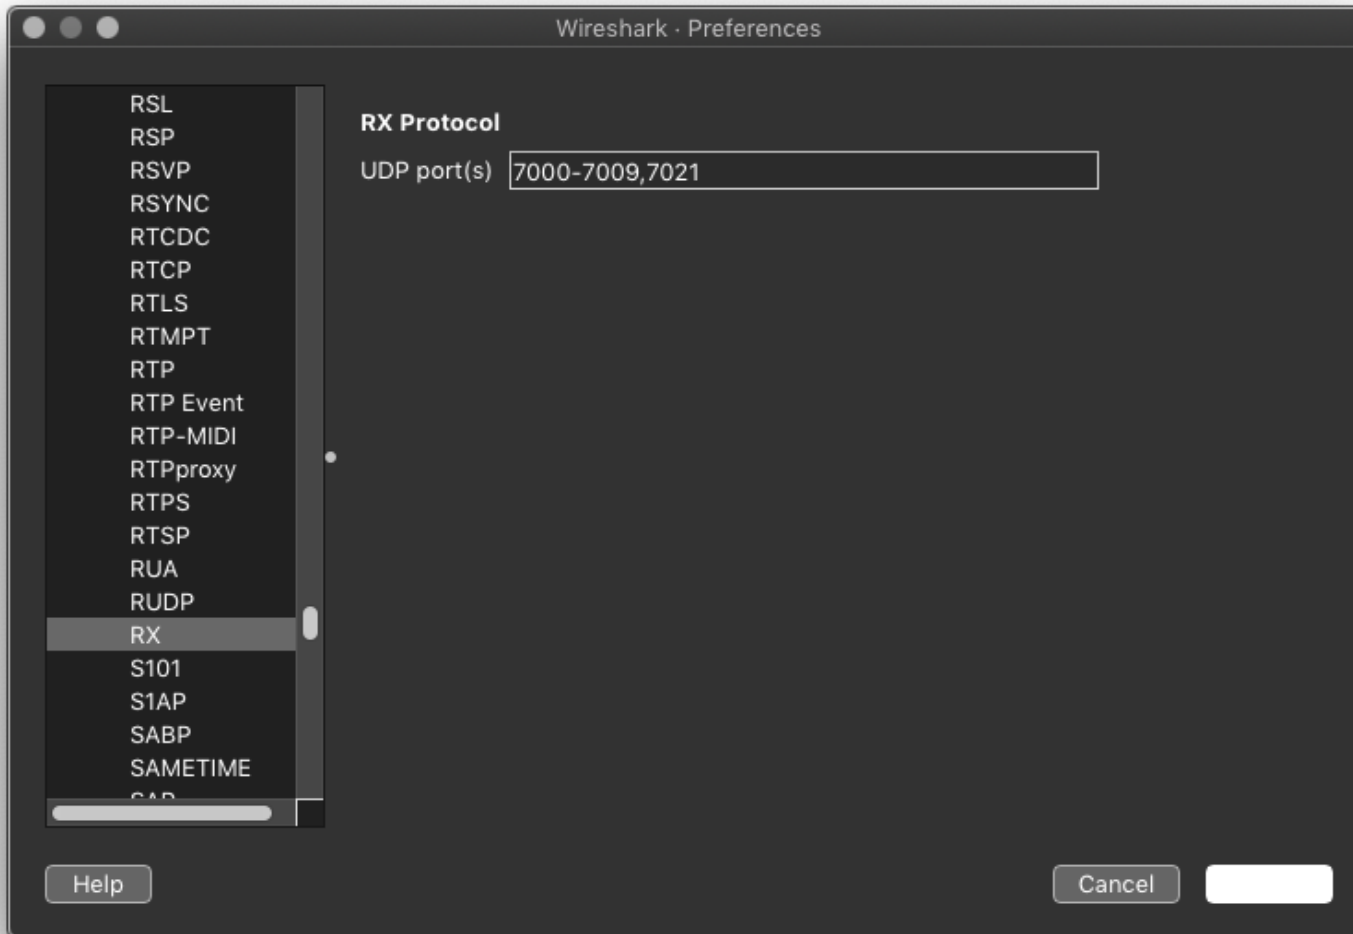 Wireshark · Preferences
RSL
RSP
RSVP
RSYNC
RTCDC
RTCP
RTLS
RTMPT
RTP
RTP Event
RTP-MIDI
RTPproxy
RTPS
RTSP
RUA
RUDP
RX
S101
S1AP
SABP
SAMETIME
RX Protocol
UDP port(s) 7000-7009,7021
Help
Cancel